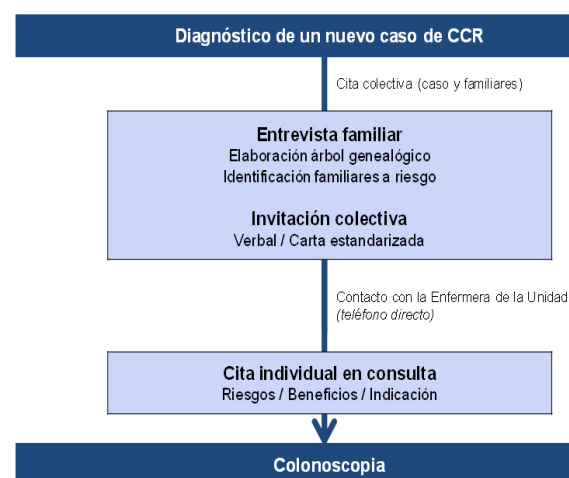 Diagnóstico de un nuevo caso de CCR
Cita colectiva (caso y familiares)
Entrevista familiar
Elaboración árbol genealógico
Identificación familiares a riesgo
Invitación colectiva
Verbal / Carta estandarizada
Contacto con la Enfermera de la Unidad
(teléfono directo)
Cita individual en consulta
Riesgos / Beneficios / Indicación
Colonoscopia